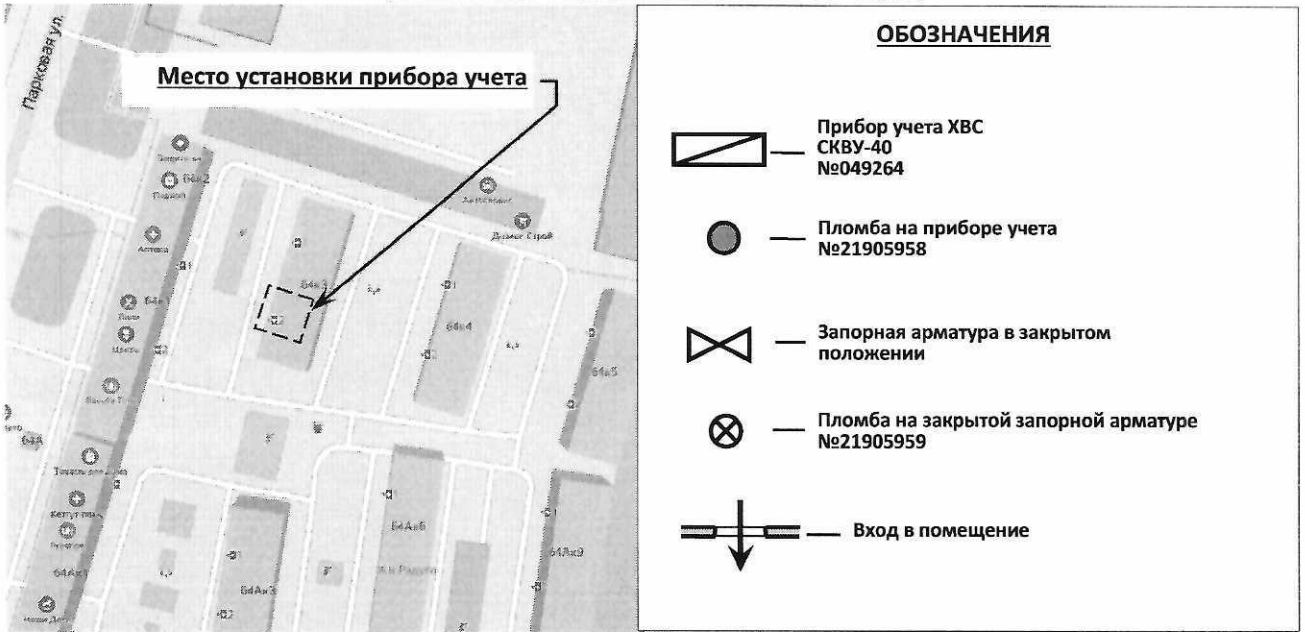 Парковая ул.
Место установки прибора учета
64к2
Аптека
64к1
64к3
64к4
64к5
64А
64Ак6
64Ак9
64Ак1
64Ак3
ОБОЗНАЧЕНИЯ
Прибор учета ХВС
СКВУ-40
№049264
Пломба на приборе учета
№21905958
Запорная арматура в закрытом
положении
Пломба на закрытой запорной арматуре
№21905959
Вход в помещение